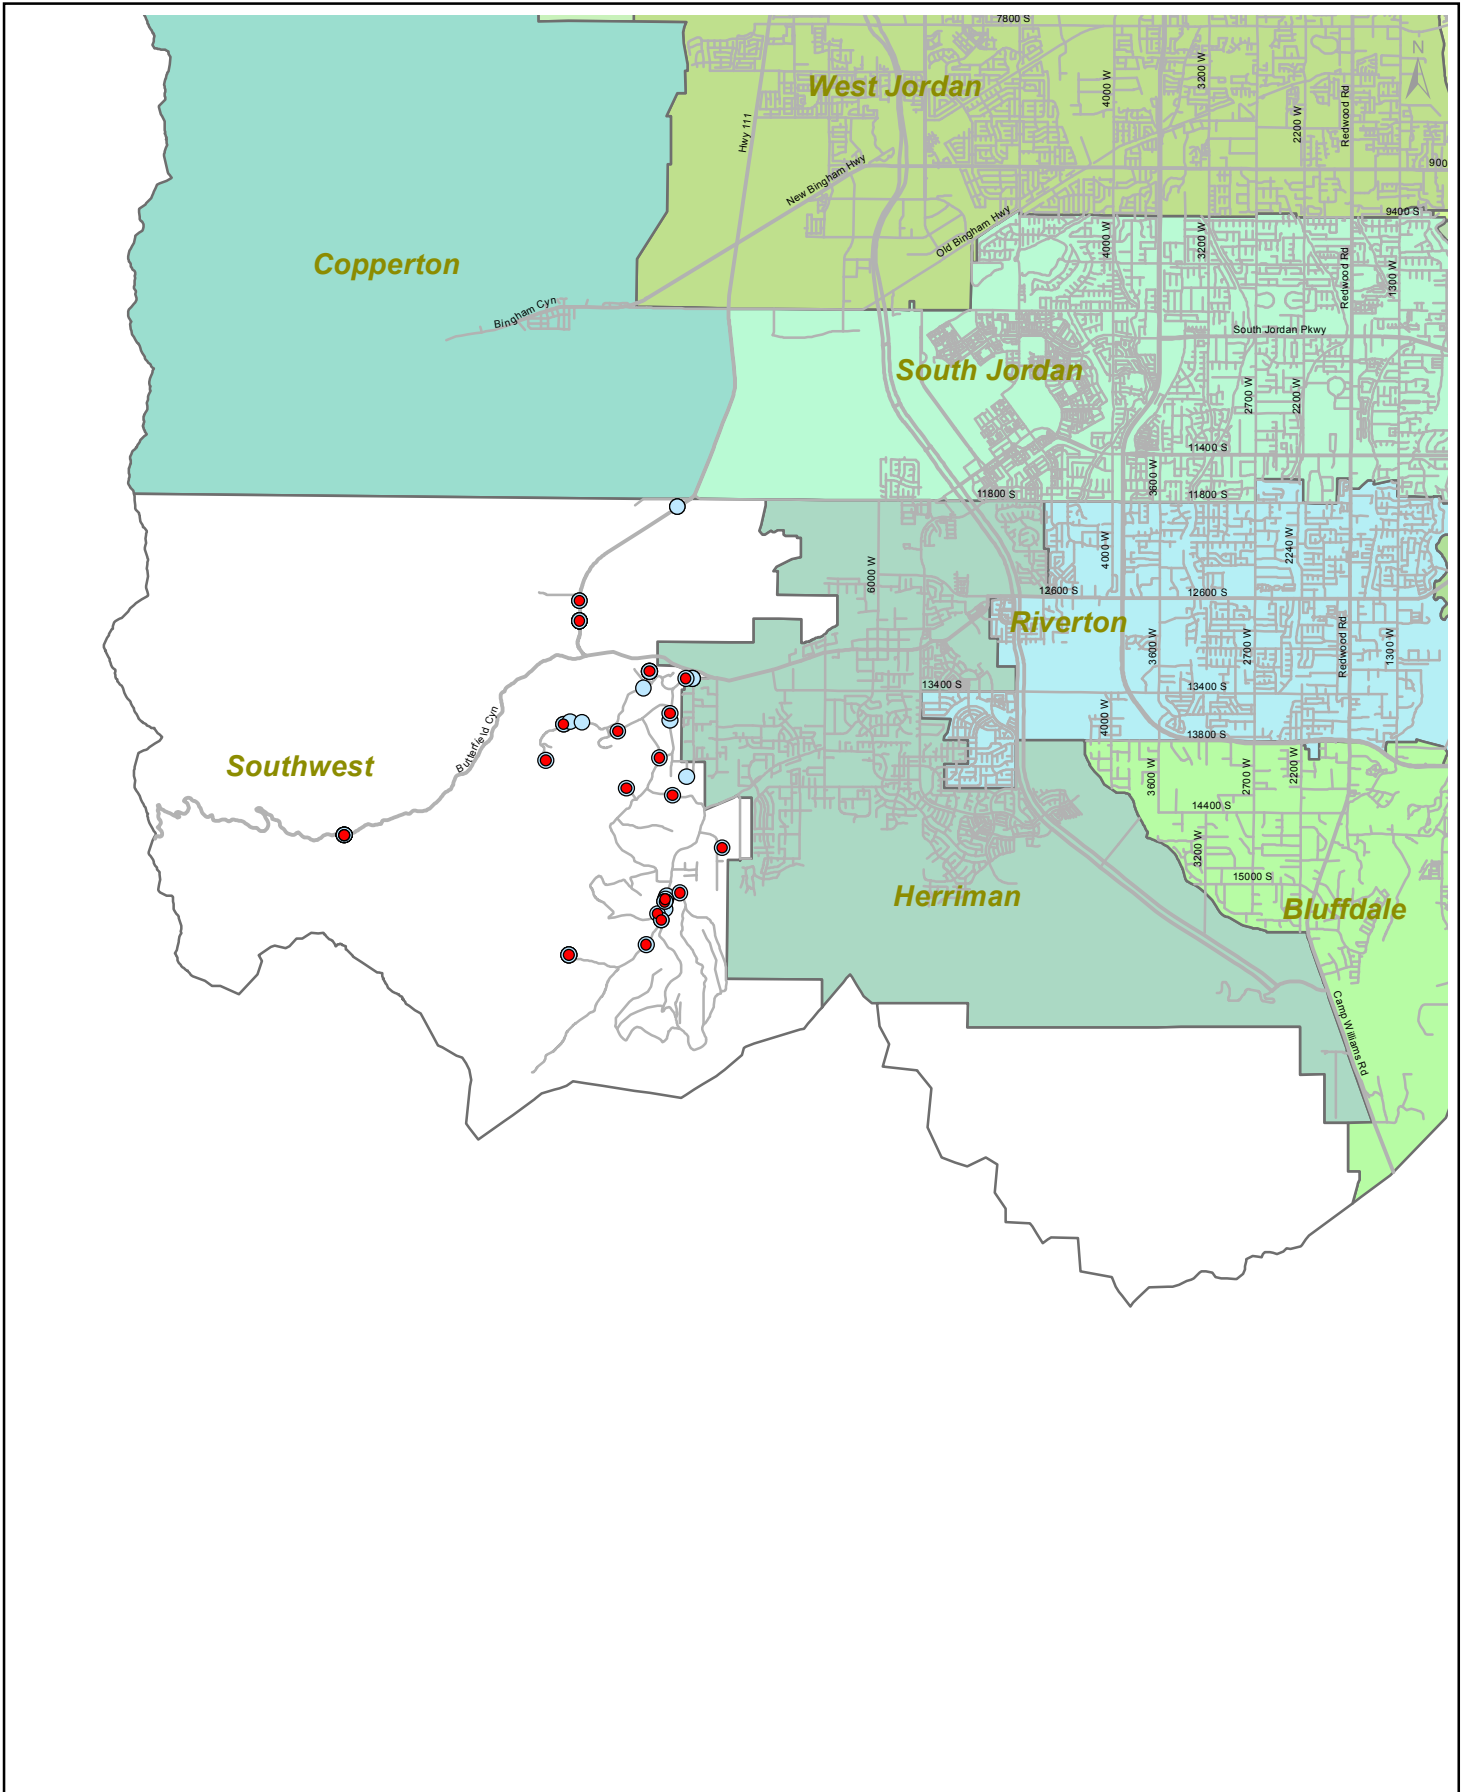 7800 S
N
West Jordan
4000 W
3200 W
2200 W
Redwood Rd
Hwy 111
New Bingham Hwy
900
9400 S
Old Bingham Hwy
4000 W
3200 W
Redwood Rd
1300 W
Copperton
Bingham Cyn
South Jordan Pkwy
South Jordan
2700 W
2200 W
11400 S
3600 W
11800 S
11800 S
6000 W
4000 W
2240 W
12600 S
12600 S
Riverton
3600 W
2700 W
Redwood Rd
1300 W
13400 S
13400 S
4000 W
13800 S
Butterfield Cyn
Southwest
3600 W
2700 W
2200 W
14400 S
3200 W
15000 S
Herriman
Bluffdale
Camp Williams Rd